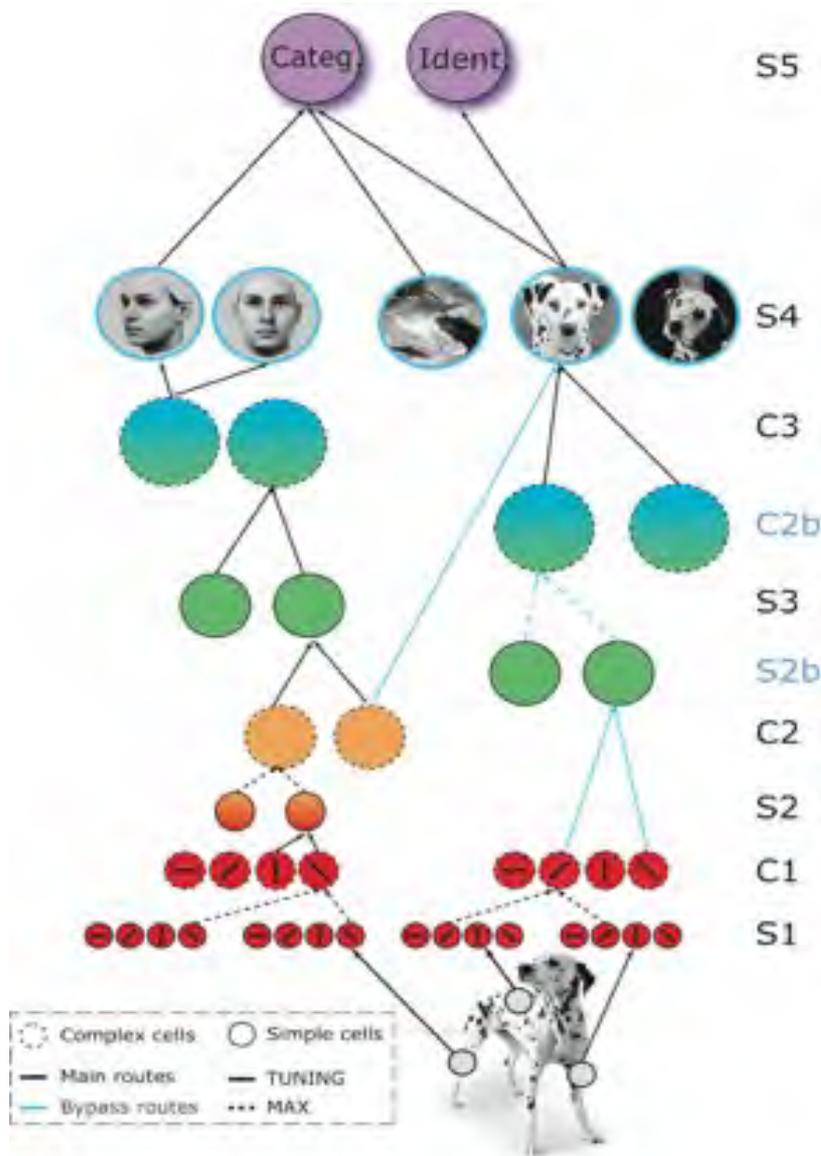 Categ. Ident. S5
S4
C3
C2b
S3
S2b
C2
S2
C1
S1
Complex cells Simple cells
Main routes TUNING
Bypass routes MAX